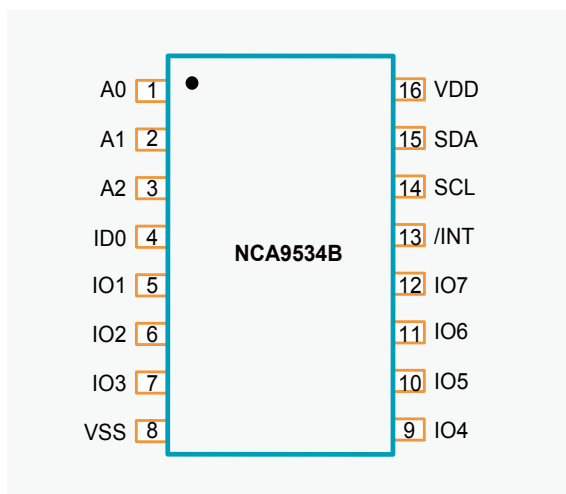 A0 1 16 VDD
A1 2 15 SDA
A2 3 14 SCL
ID0 4 13 /INT
NCA9534B
IO1 5 12 IO7
IO2 6 11 IO6
IO3 7 10 IO5
VSS 8 9 IO4